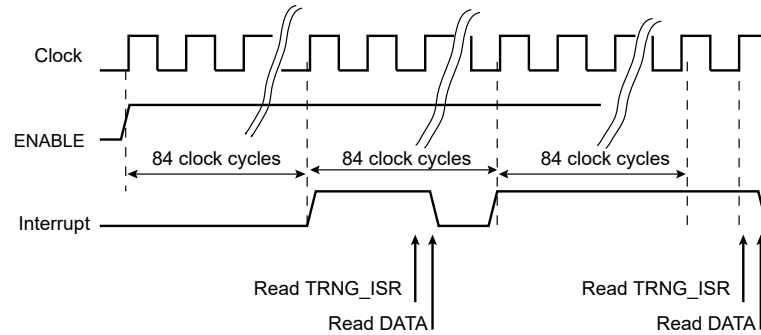 Clock
ENABLE
84 clock cycles 84 clock cycles 84 clock cycles
Interrupt
Read TRNG_ISR Read TRNG_ISR
Read DATA Read DATA